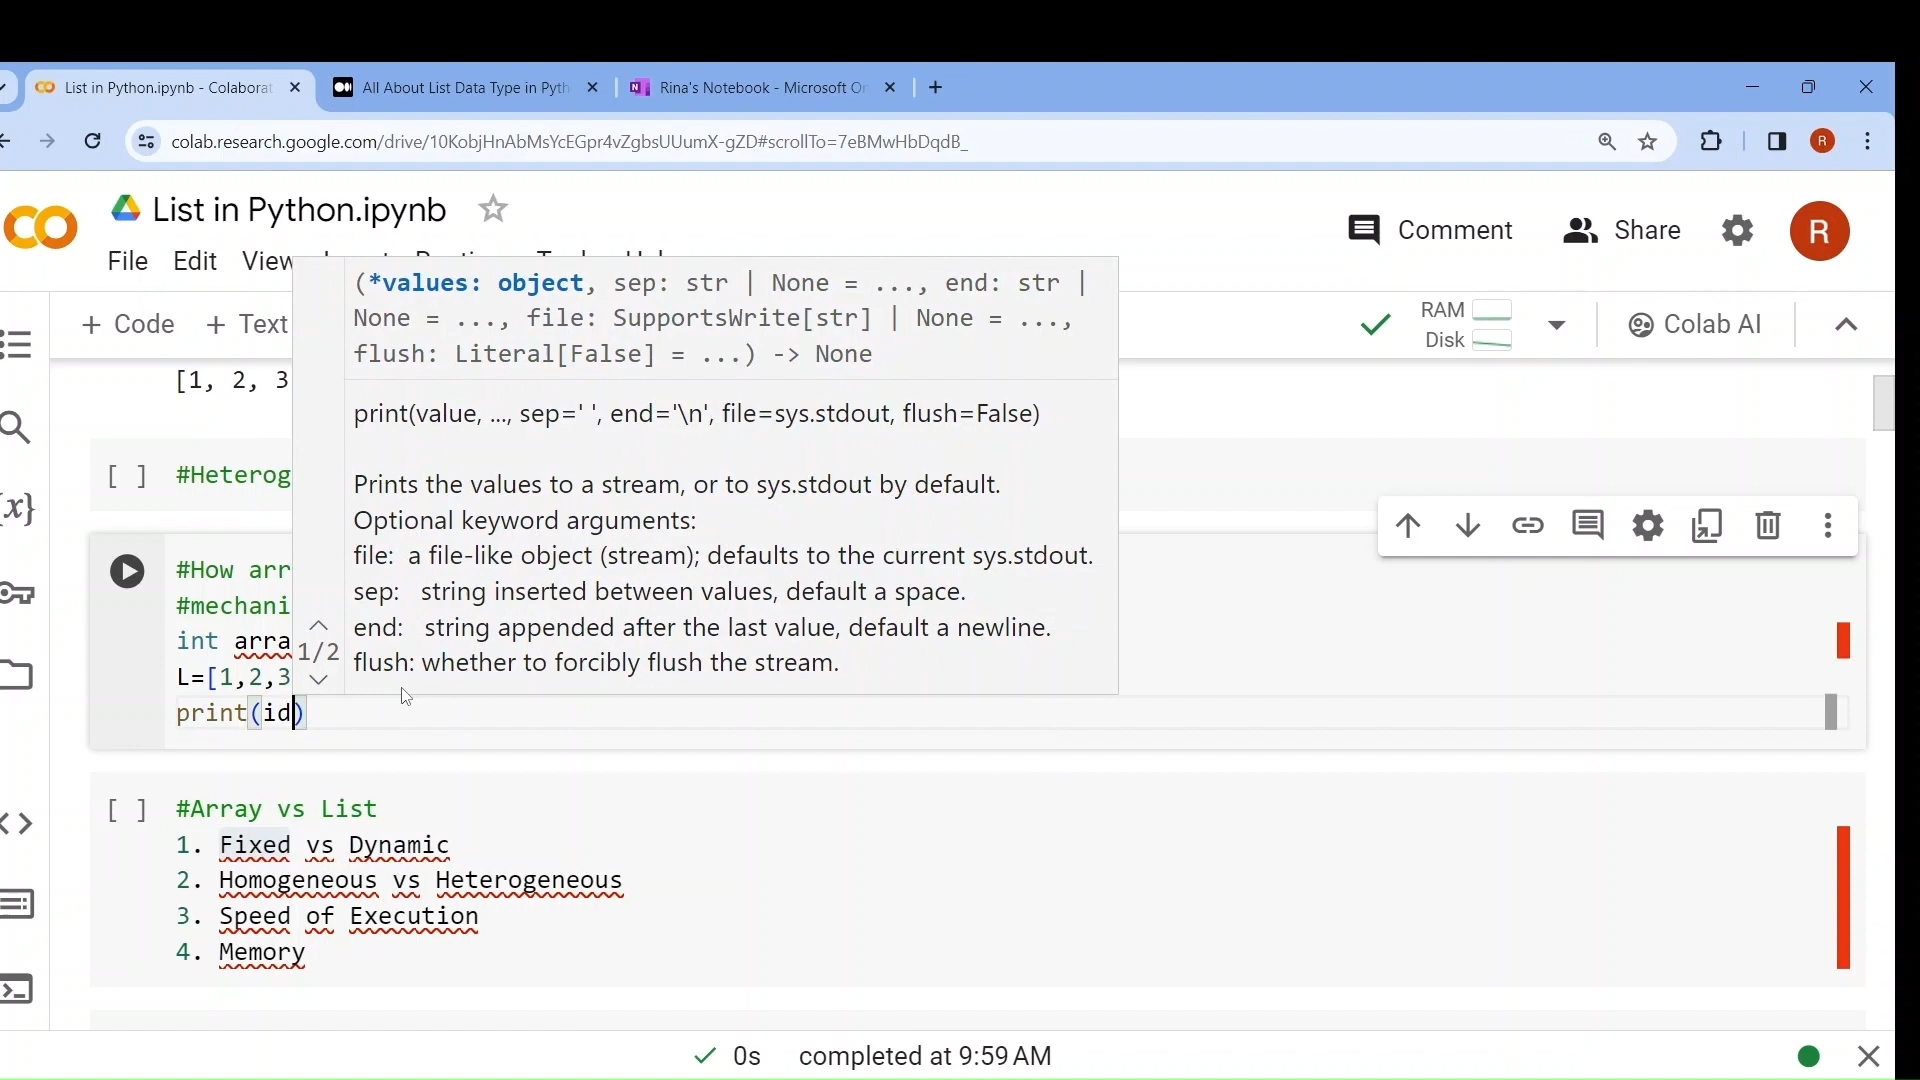 List in Python.ipynb - Colaborat
All About List Data Type in Pyth
Rina's Notebook - Microsoft On
colab.research.google.com/drive/10KobjHnAbMsYcEGpr4vZgbsUUumX-gZD#scrollTo=7eBMwHbDqdB_
R
List in Python.ipynb
Comment
Share
R
File Edit View
+ Code + Text
RAM
Disk
Colab AI
(*values: object, sep: str | None = ..., end: str |
None = ..., file: SupportsWrite[str] | None = ...,
flush: Literal[False] = ...) -> None
print(value, ..., sep=' ', end='\n', file=sys.stdout, flush=False)
Prints the values to a stream, or to sys.stdout by default.
Optional keyword arguments:
file: a file-like object (stream); defaults to the current sys.stdout.
sep: string inserted between values, default a space.
end: string appended after the last value, default a newline.
flush: whether to forcibly flush the stream.
1/2
[1, 2, 3
[ ] #Heterog
#How arr
#mechani
int arra
L=[1,2,3
print(id)
[ ] #Array vs List
1. Fixed vs Dynamic
2. Homogeneous vs Heterogeneous
3. Speed of Execution
4. Memory
{x}
0s completed at 9:59 AM